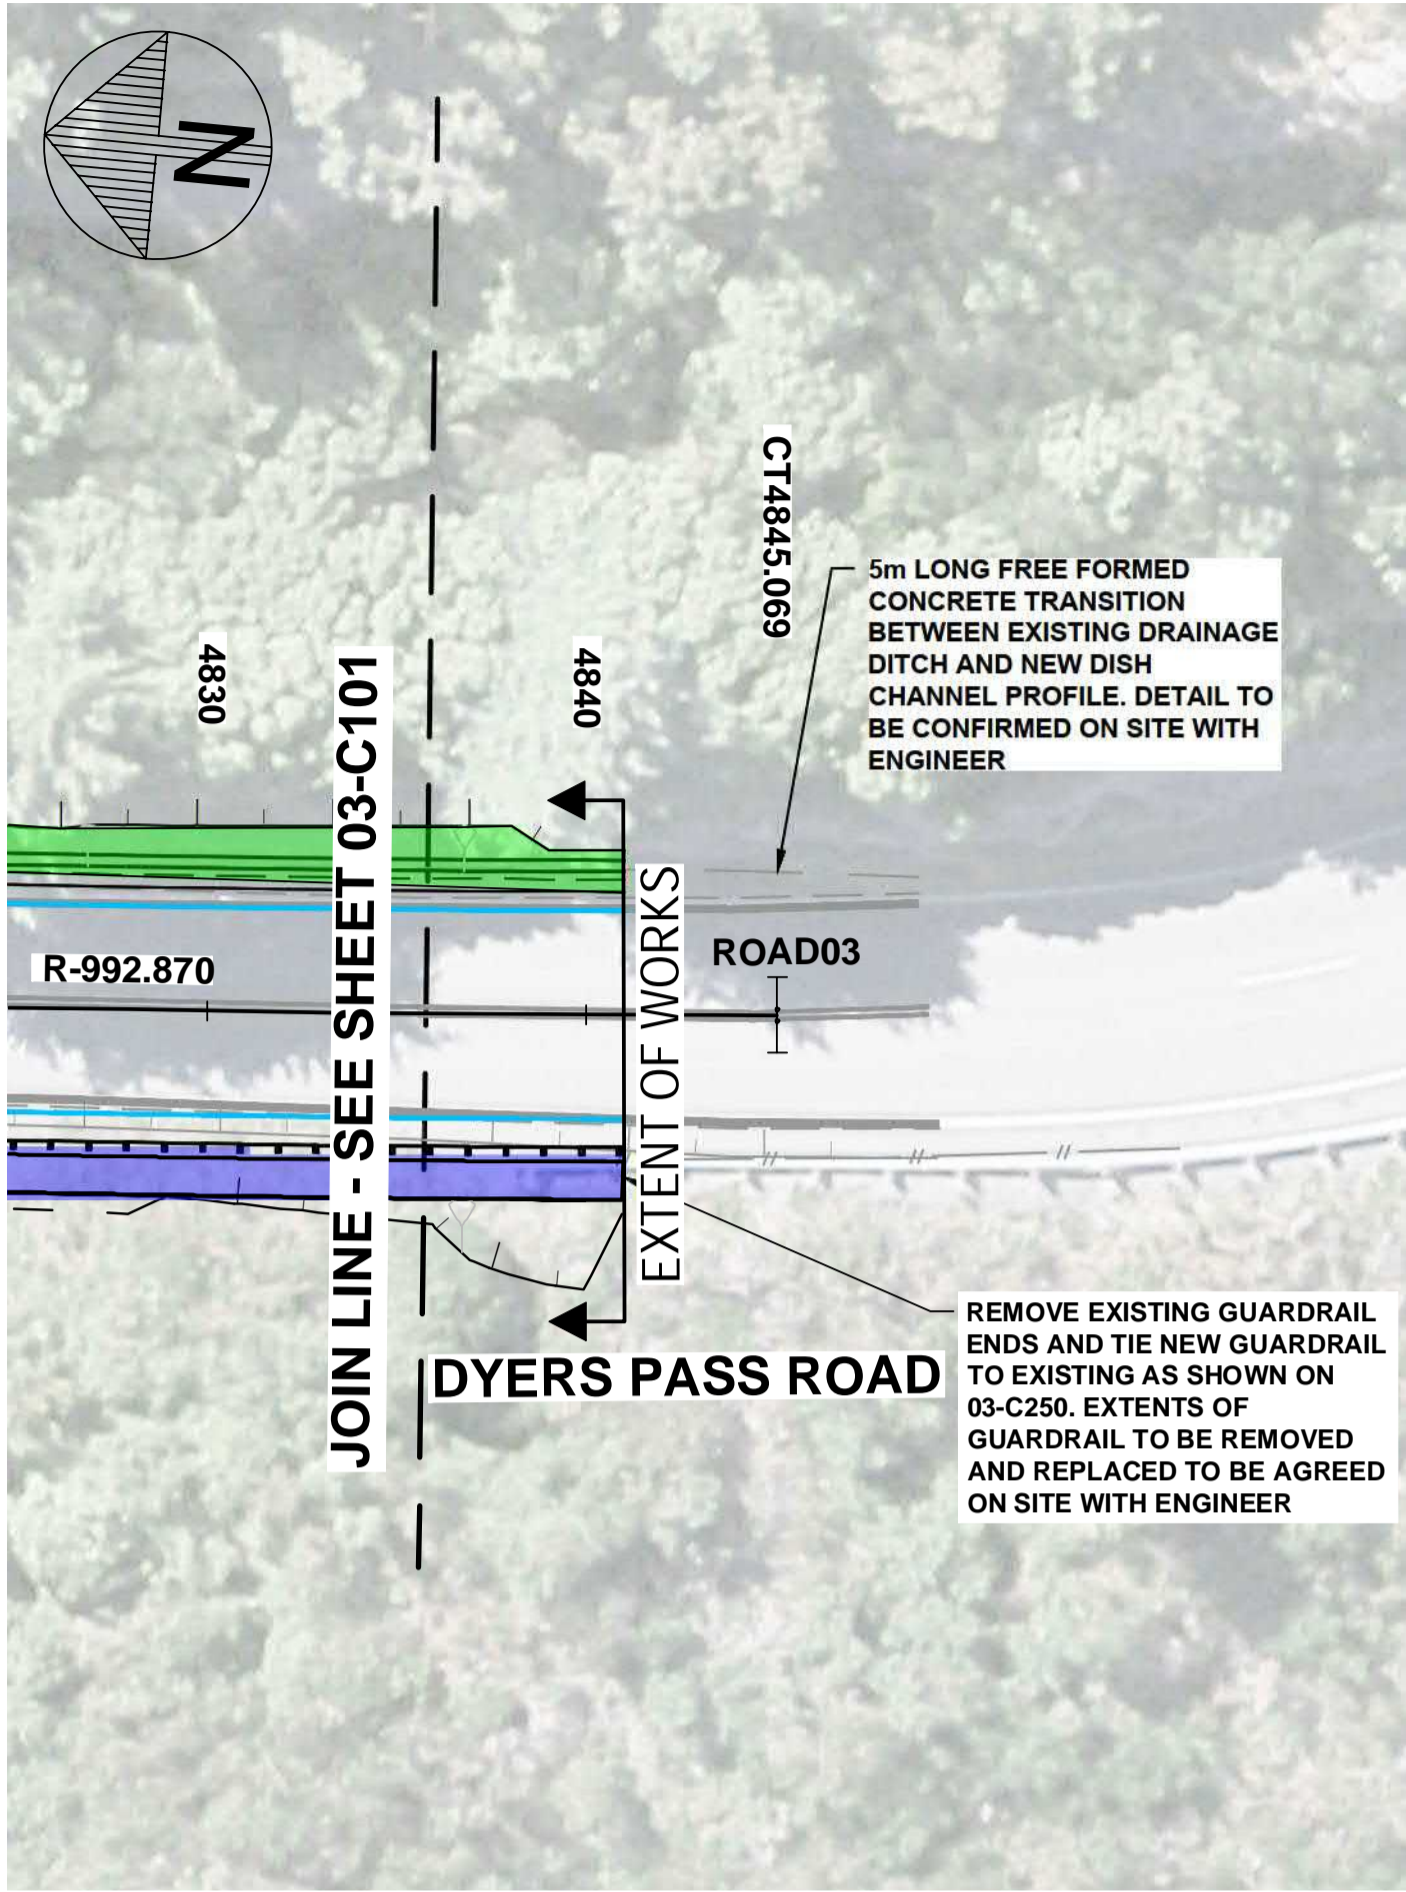 N
CT4845.069
5m LONG FREE FORMED
CONCRETE TRANSITION
BETWEEN EXISTING DRAINAGE
DITCH AND NEW DISH
CHANNEL PROFILE. DETAIL TO
BE CONFIRMED ON SITE WITH
ENGINEER
4830
4840
JOIN LINE - SEE SHEET 03-C101
EXTENT OF WORKS
R-992.870
ROAD03
DYERS PASS ROAD
REMOVE EXISTING GUARDRAIL
ENDS AND TIE NEW GUARDRAIL
TO EXISTING AS SHOWN ON
03-C250. EXTENTS OF
GUARDRAIL TO BE REMOVED
AND REPLACED TO BE AGREED
ON SITE WITH ENGINEER